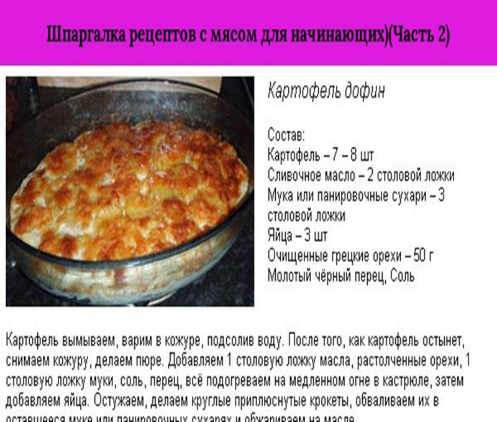 Шпаргалка рецептов с мясом для начинающих)(Часть 2)
Картофель дофин
Состав:
Картофель – 7 – 8 шт
Сливочное масло – 2 столовой ложки
Мука или панировочные сухари – 3
столовой ложки
Яйца – 3 шт
Очищенные грецкие орехи – 50 г
Молотый чёрный перец, Соль
Картофель вымываем, варим в кожуре, подсолив воду. После того, как картофель остынет,
снимаем кожуру, делаем пюре. Добавляем 1 столовую ложку масла, растолченные орехи, 1
столовую ложку муки, соль, перец, всё подогреваем на медленном огне в кастрюле, затем
добавляем яйца. Остужаем, делаем круглые приплюснутые крокеты, обваливаем их в
оставшееся муке или панировочных сухарях и обжариваем на масле